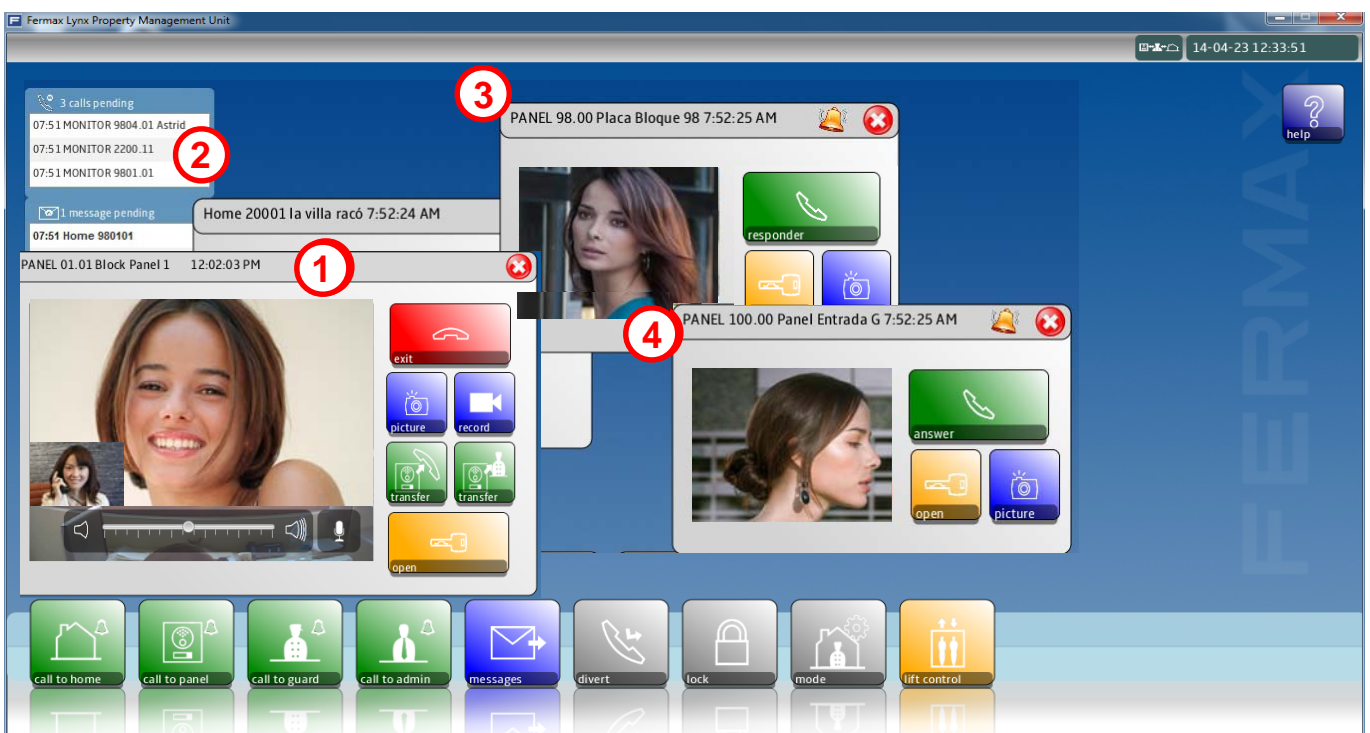 Fermax Lynx Property Management Unit
14-04-23 12:33:51
help
FERMAX
3 calls pending
07:51 MONITOR 9804.01 Astrid
07:51 MONITOR 2200.11
07:51 MONITOR 9801.01
2
1 message pending
07:51 Home 980101
Home 20001 la villa racó 7:52:24 AM
3
PANEL 98.00 Placa Bloque 98 7:52:25 AM
responder
PANEL 01.01 Block Panel 1 12:02:03 PM
1
exit
picture
record
transfer
transfer
open
4
PANEL 100.00 Panel Entrada G 7:52:25 AM
answer
open
picture
call to home
call to panel
call to guard
call to admin
messages
divert
lock
mode
lift control